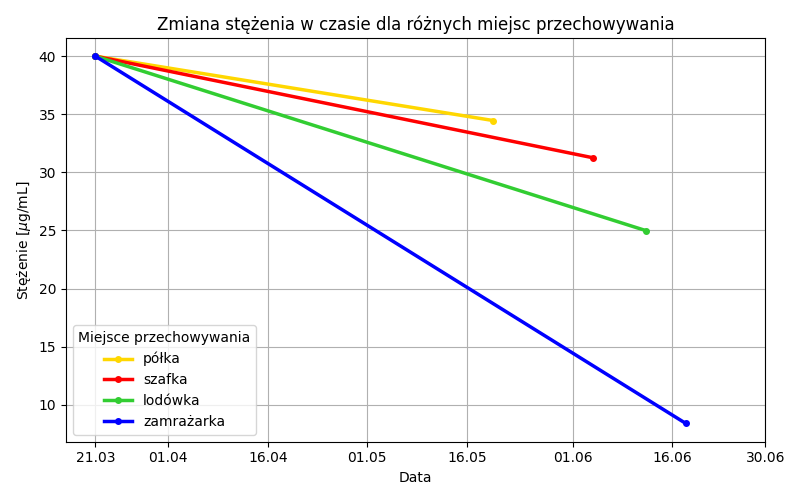 Zmiana stężenia w czasie dla różnych miejsc przechowywania
40
35
30
25
20
15
10
Stężenie [µg/mL]
Miejsce przechowywania
półka
szafka
lodówka
zamrażarka
21.03 01.04 16.04 01.05 16.05 01.06 16.06 30.06
Data